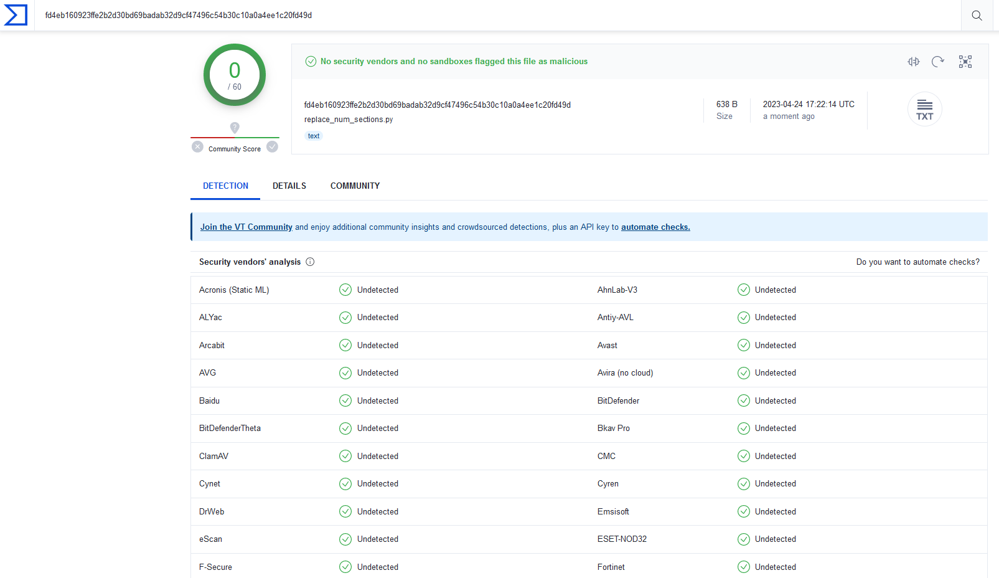 fd4eb160923ffe2b2d30bd69badab32d9cf47496c54b30c10a0a4ee1c20fd49d
0
/ 60
?
Community Score
No security vendors and no sandboxes flagged this file as malicious
fd4eb160923ffe2b2d30bd69badab32d9cf47496c54b30c10a0a4ee1c20fd49d
replace_num_sections.py
text
638 B
Size
2023-04-24 17:22:14 UTC
a moment ago
TXT
DETECTION DETAILS COMMUNITY
Join the VT Community and enjoy additional community insights and crowdsourced detections, plus an API key to automate checks.
Security vendors' analysis Do you want to automate checks?
Acronis (Static ML) Undetected AhnLab-V3 Undetected
ALYac Undetected Antiy-AVL Undetected
Arcabit Undetected Avast Undetected
AVG Undetected Avira (no cloud) Undetected
Baidu Undetected BitDefender Undetected
BitDefenderTheta Undetected Bkav Pro Undetected
ClamAV Undetected CMC Undetected
Cynet Undetected Cyren Undetected
DrWeb Undetected Emsisoft Undetected
eScan Undetected ESET-NOD32 Undetected
F-Secure Undetected Fortinet Undetected